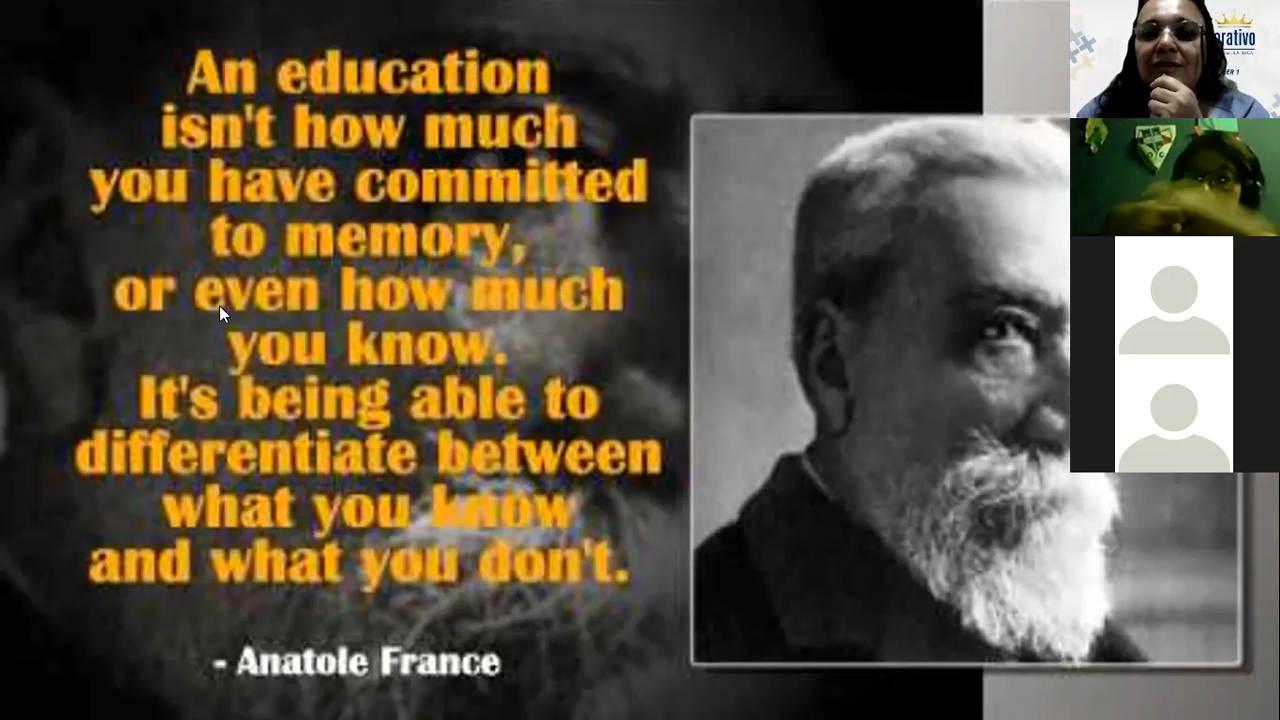 An education
isn't how much
you have committed
to memory,
or even how much
you know.
It's being able to
differentiate between
what you know
and what you don't.
- Anatole France